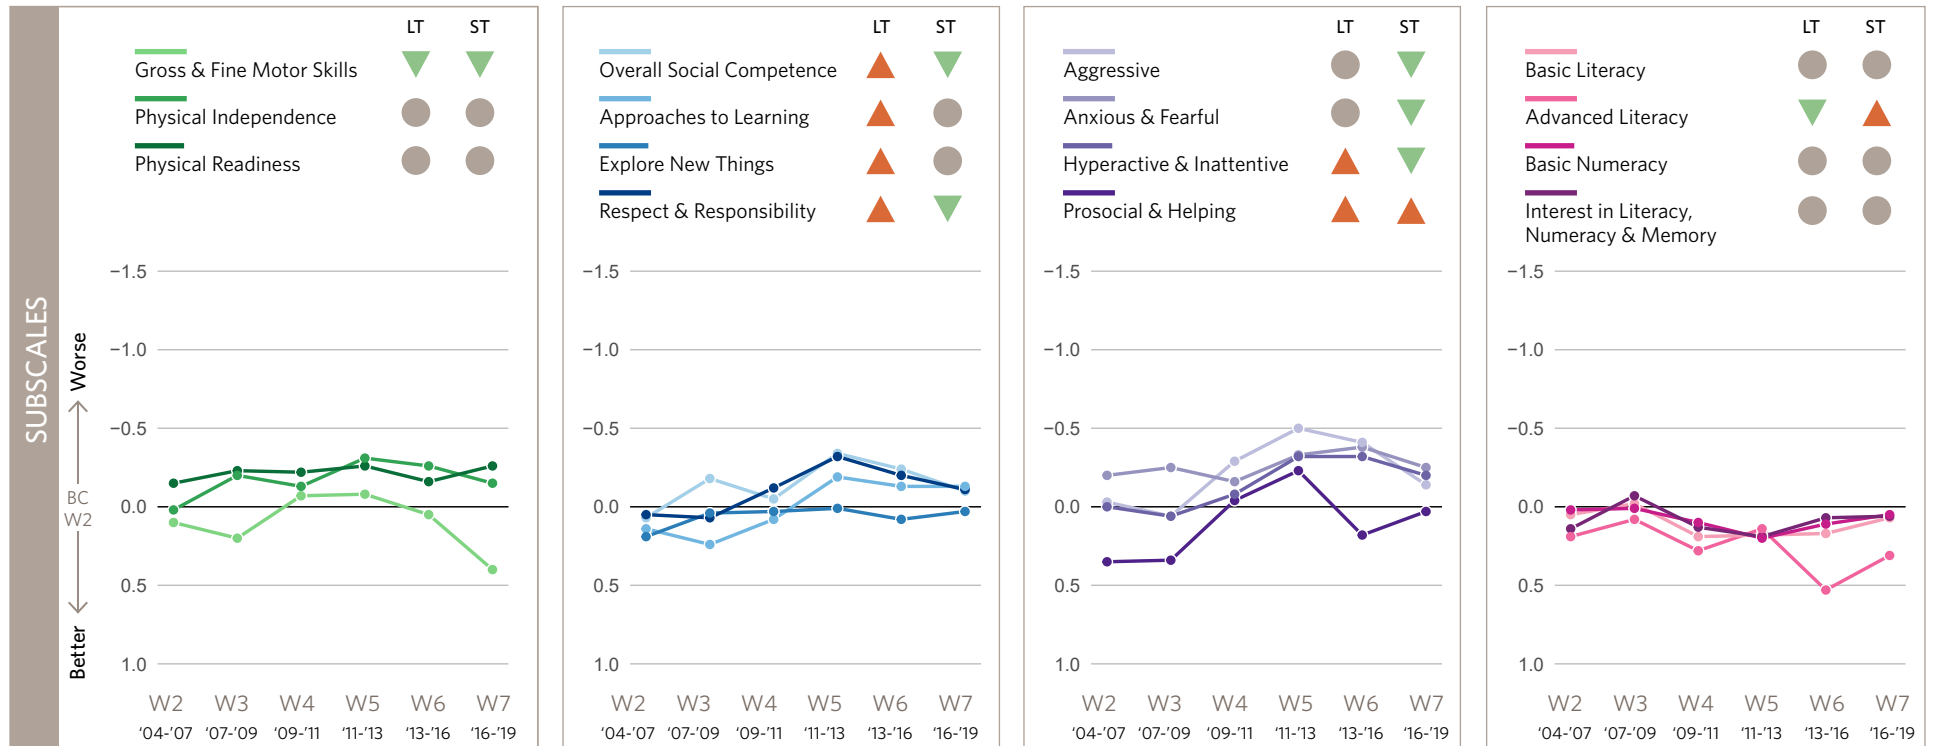 SUBSCALES
Worse
BC
W2
Better
LT ST
Gross & Fine Motor Skills
Physical Independence
Physical Readiness
−1.5
−1.0
−0.5
0.0
0.5
1.0
W2 W3 W4 W5 W6 W7
‘04-’07 ‘07-’09 ‘09-’11 ‘11-’13 ‘13-’16 ‘16-’19
LT ST
Overall Social Competence
Approaches to Learning
Explore New Things
Respect & Responsibility
−1.5
−1.0
−0.5
0.0
0.5
1.0
W2 W3 W4 W5 W6 W7
‘04-’07 ‘07-’09 ‘09-’11 ‘11-’13 ‘13-’16 ‘16-’19
LT ST
Aggressive
Anxious & Fearful
Hyperactive & Inattentive
Prosocial & Helping
−1.5
−1.0
−0.5
0.0
0.5
1.0
W2 W3 W4 W5 W6 W7
‘04-’07 ‘07-’09 ‘09-’11 ‘11-’13 ‘13-’16 ‘16-’19
LT ST
Basic Literacy
Advanced Literacy
Basic Numeracy
Interest in Literacy,
Numeracy & Memory
−1.5
−1.0
−0.5
0.0
0.5
1.0
W2 W3 W4 W5 W6 W7
‘04-’07 ‘07-’09 ‘09-’11 ‘11-’13 ‘13-’16 ‘16-’19